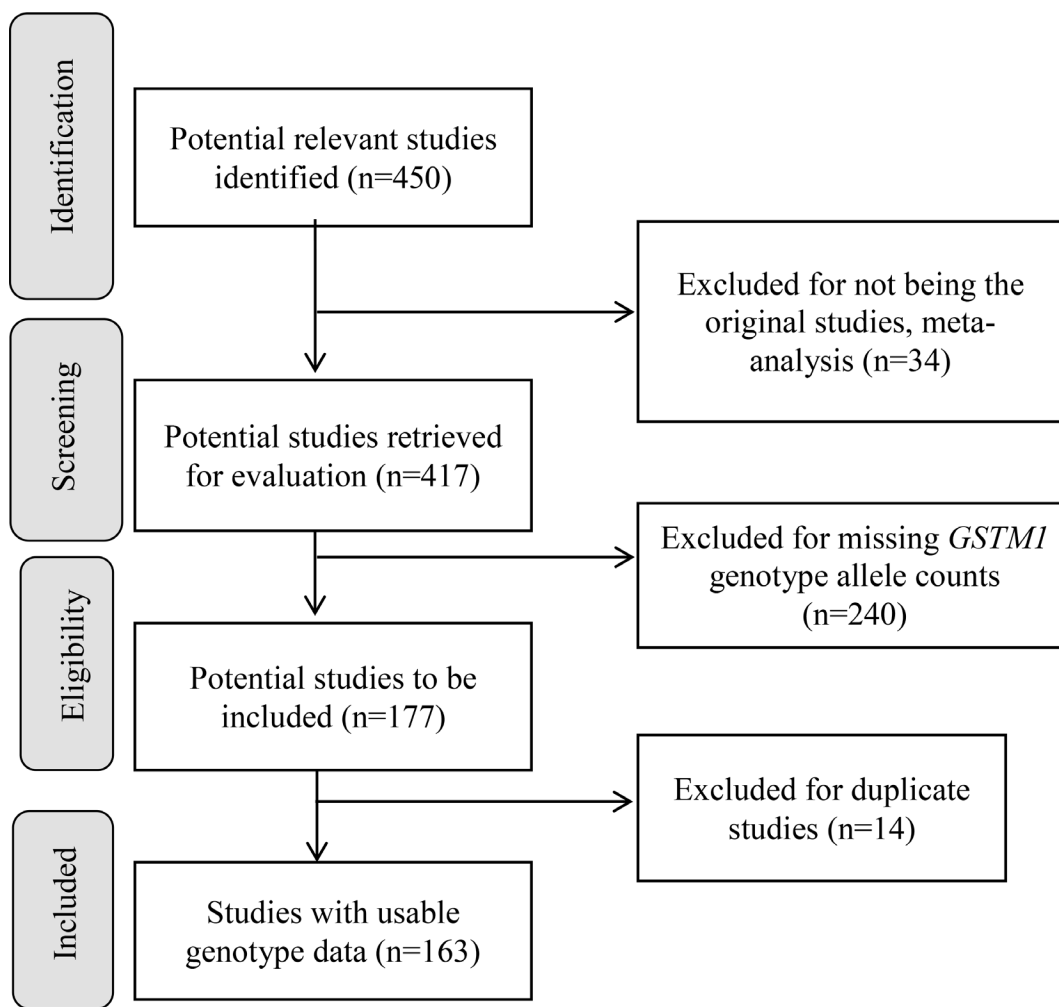 Identification
Potential relevant studies
identified (n=450)
Excluded for not being the
original studies, meta-
analysis (n=34)
Screening
Potential studies retrieved
for evaluation (n=417)
Excluded for missing GSTM1
genotype allele counts
(n=240)
Eligibility
Potential studies to be
included (n=177)
Excluded for duplicate
studies (n=14)
Included
Studies with usable
genotype data (n=163)